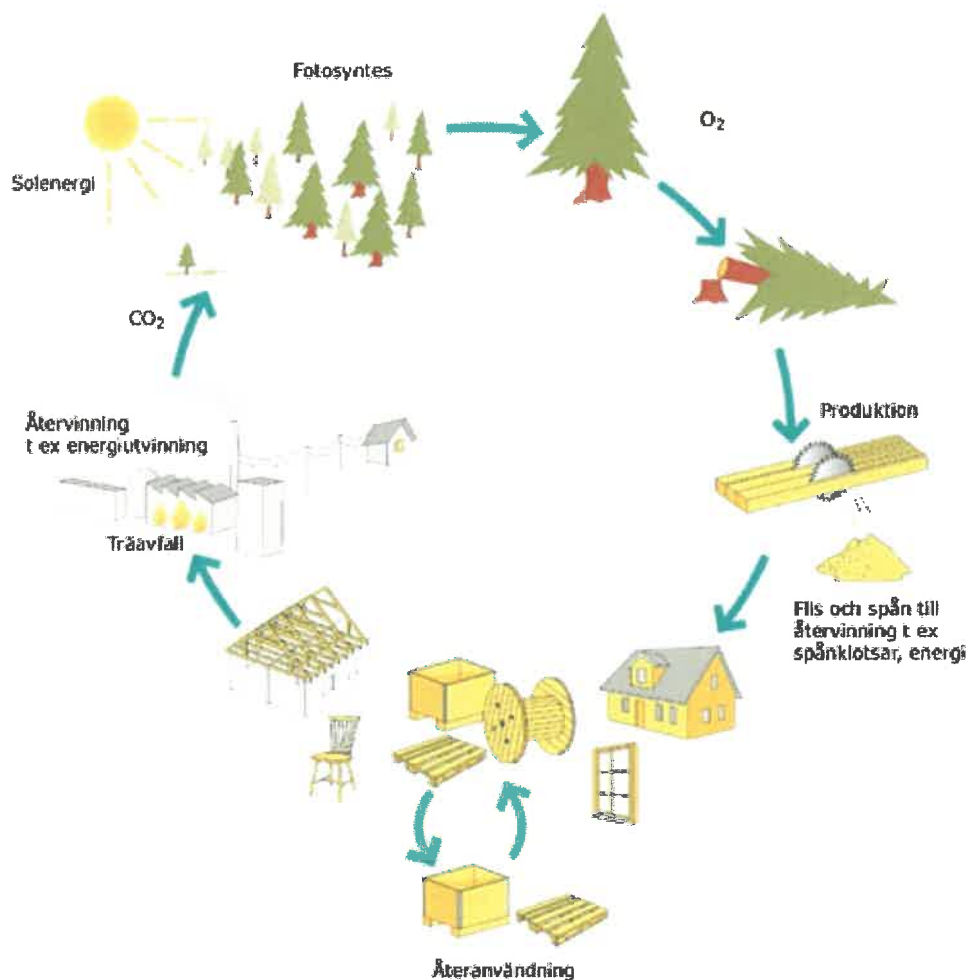 Fotosyntes
O₂
Solenergi
CO₂
Produktion
Återvinning
t ex energiutvinning
Träavfall
Flis och spån till
återvinning t ex
spånklotsar, energi
Återanvändning